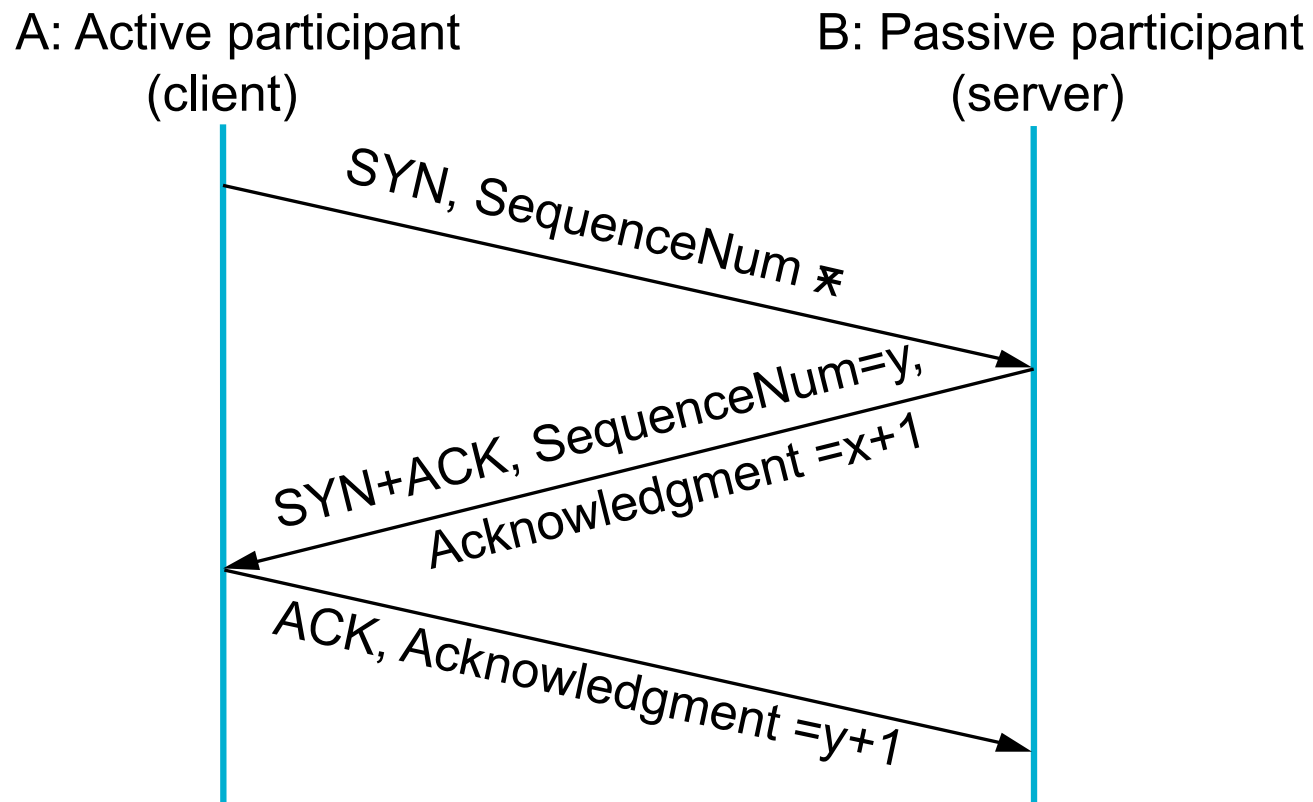 A: Active participant
(client)
B: Passive participant
(server)
SYN, SequenceNum =x
SYN+ACK, SequenceNum=y,
Acknowledgment =x+1
ACK, Acknowledgment =y+1